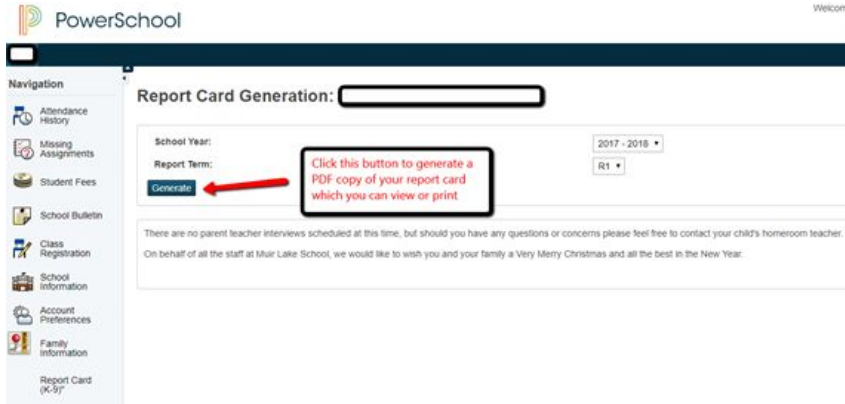 PowerSchool
Welcom
Navigation
Attendance
History
Missing
Assignments
Student Fees
School Bulletin
Class
Registration
School
Information
Account
Preferences
Family
Information
Report Card
(K-9)"
Report Card Generation:
School Year:
2017 - 2018
Report Term:
R1
Generate
Click this button to generate a
PDF copy of your report card
which you can view or print
There are no parent teacher interviews scheduled at this time, but should you have any questions or concerns please feel free to contact your child's homeroom teacher.
On behalf of all the staff at Muir Lake School, we would like to wish you and your family a Very Merry Christmas and all the best in the New Year.